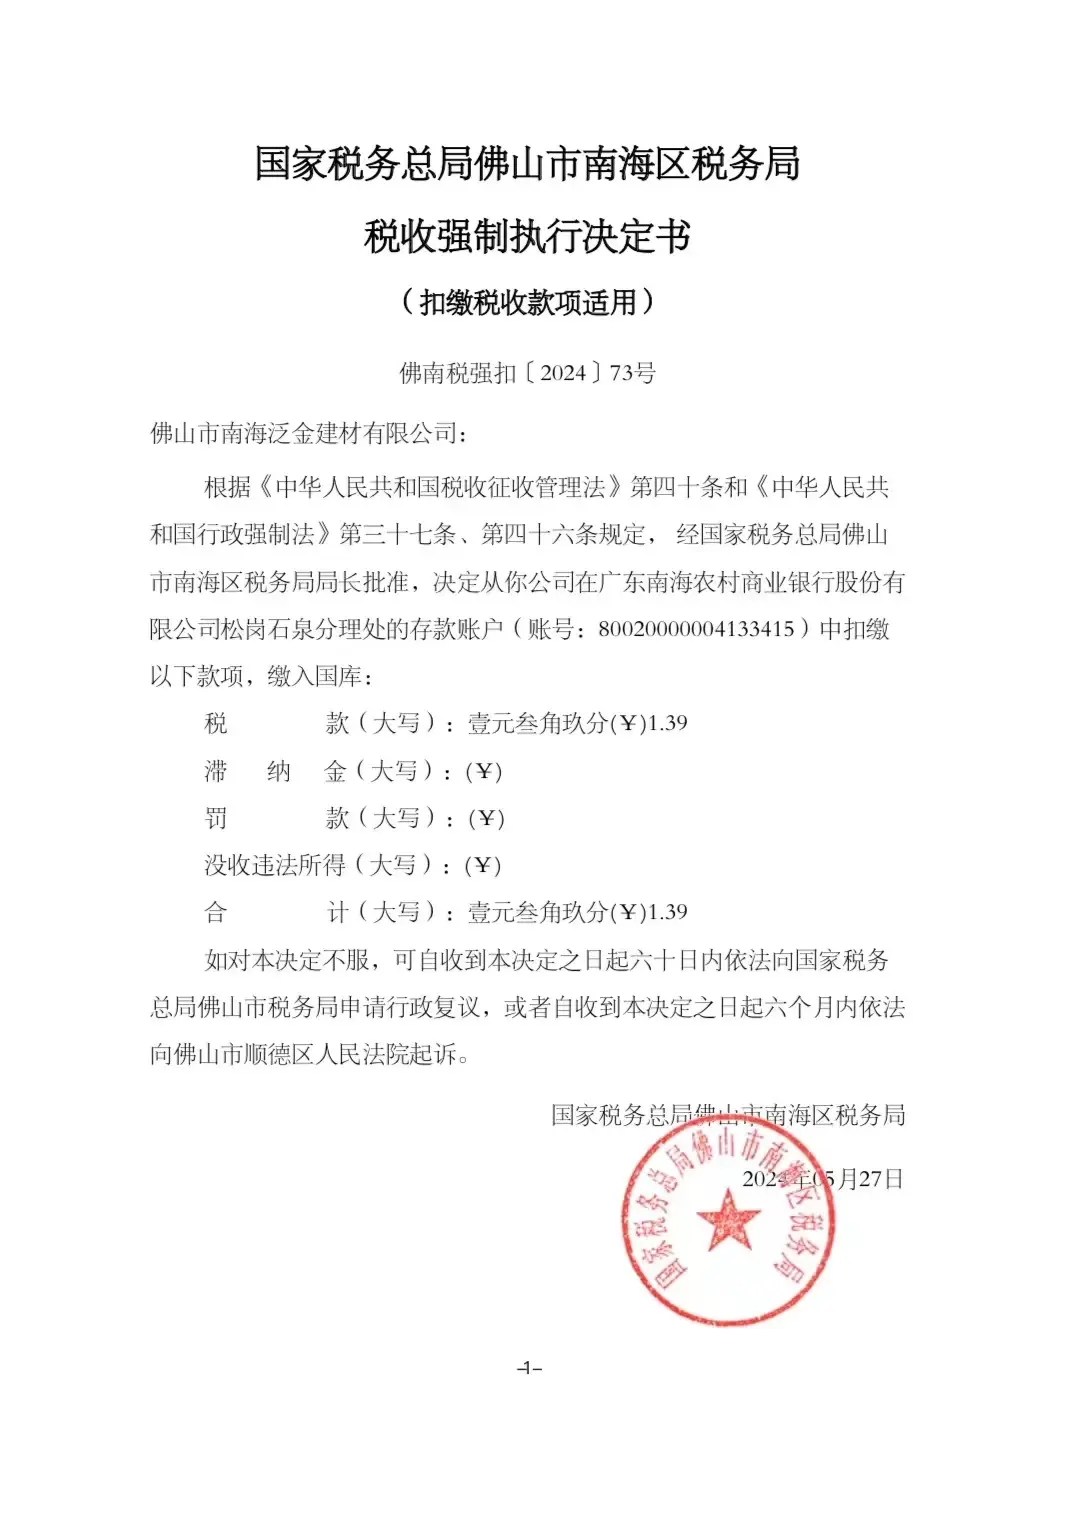 国家税务总局佛山市南海区税务局
税收强制执行决定书
（扣缴税收款项适用）
佛南税强扣〔2024〕73号
佛山市南海泛金建材有限公司：
根据《中华人民共和国税收征收管理法》第四十条和《中华人民共
和国行政强制法》第三十七条、第四十六条规定， 经国家税务总局佛山
市南海区税务局局长批准，决定从你公司在广东南海农村商业银行股份有
限公司松岗石泉分理处的存款账户（账号：80020000004133415）中扣缴
以下款项，缴入国库：
税 款（大写）：壹元叁角玖分(￥)1.39
滞 纳 金（大写）：(￥)
罚 款（大写）：(￥)
没收违法所得（大写）：(￥)
合 计（大写）：壹元叁角玖分(￥)1.39
如对本决定不服，可自收到本决定之日起六十日内依法向国家税务
总局佛山市税务局申请行政复议，或者自收到本决定之日起六个月内依法
向佛山市顺德区人民法院起诉。
国家税务总局佛山市南海区税务局
2024年05月27日
国家税务总局佛山市南海区税务局
-1-